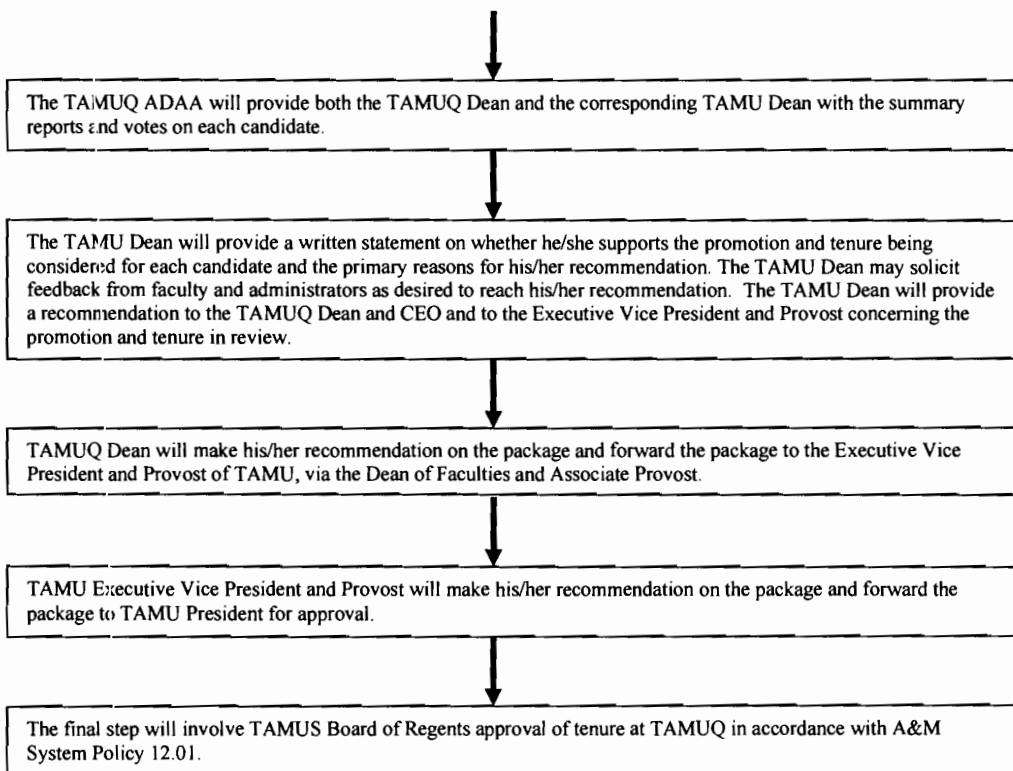 The TAMUQ ADAA will provide both the TAMUQ Dean and the corresponding TAMU Dean with the summary
reports and votes on each candidate.
The TAMU Dean will provide a written statement on whether he/she supports the promotion and tenure being
considered for each candidate and the primary reasons for his/her recommendation. The TAMU Dean may solicit
feedback from faculty and administrators as desired to reach his/her recommendation. The TAMU Dean will provide
a recommendation to the TAMUQ Dean and CEO and to the Executive Vice President and Provost concerning the
promotion and tenure in review.
TAMUQ Dean will make his/her recommendation on the package and forward the package to the Executive Vice
President and Provost of TAMU, via the Dean of Faculties and Associate Provost.
TAMU Executive Vice President and Provost will make his/her recommendation on the package and forward the
package to TAMU President for approval.
The final step will involve TAMUS Board of Regents approval of tenure at TAMUQ in accordance with A&M
System Policy 12.01.